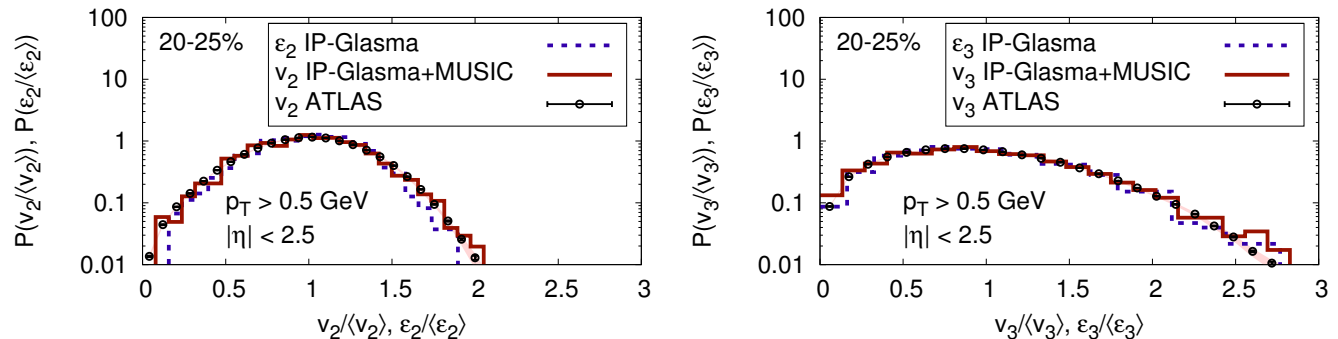 P(v₂/⟨v₂⟩), P(ε₂/⟨ε₂⟩)
100
10
1
0.1
0.01
20-25%
ε₂ IP-Glasma
v₂ IP-Glasma+MUSIC
v₂ ATLAS
p_T > 0.5 GeV
|η| < 2.5
0 0.5 1 1.5 2 2.5 3
v₂/⟨v₂⟩, ε₂/⟨ε₂⟩
P(v₃/⟨v₃⟩), P(ε₃/⟨ε₃⟩)
100
10
1
0.1
0.01
20-25%
ε₃ IP-Glasma
v₃ IP-Glasma+MUSIC
v₃ ATLAS
p_T > 0.5 GeV
|η| < 2.5
0 0.5 1 1.5 2 2.5 3
v₃/⟨v₃⟩, ε₃/⟨ε₃⟩